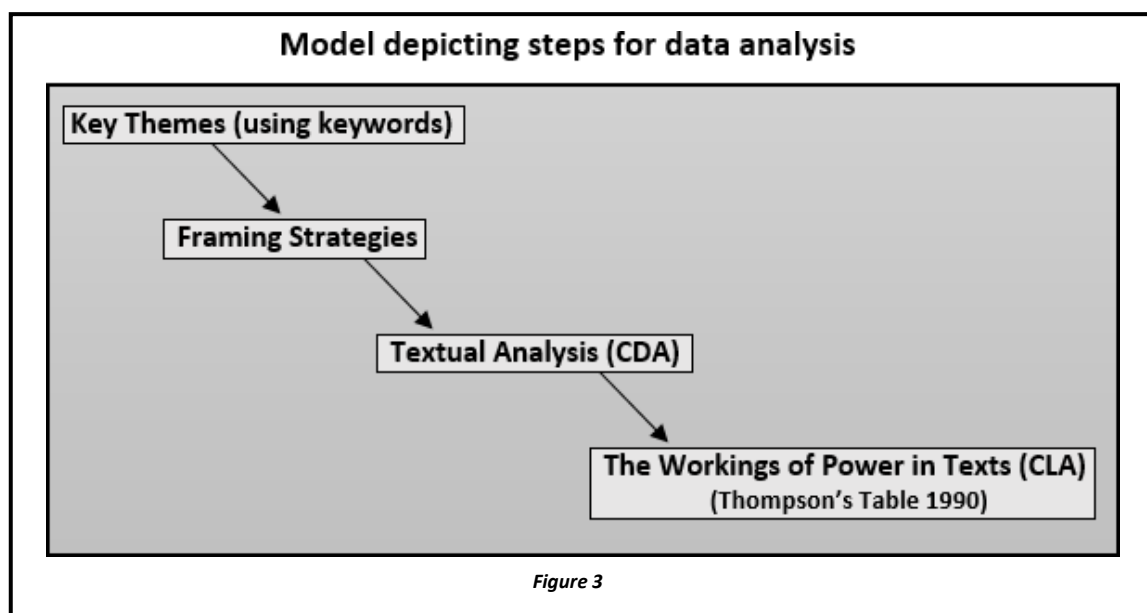 Model depicting steps for data analysis
Key Themes (using keywords)
Framing Strategies
Textual Analysis (CDA)
The Workings of Power in Texts (CLA)
(Thompson’s Table 1990)
Figure 3